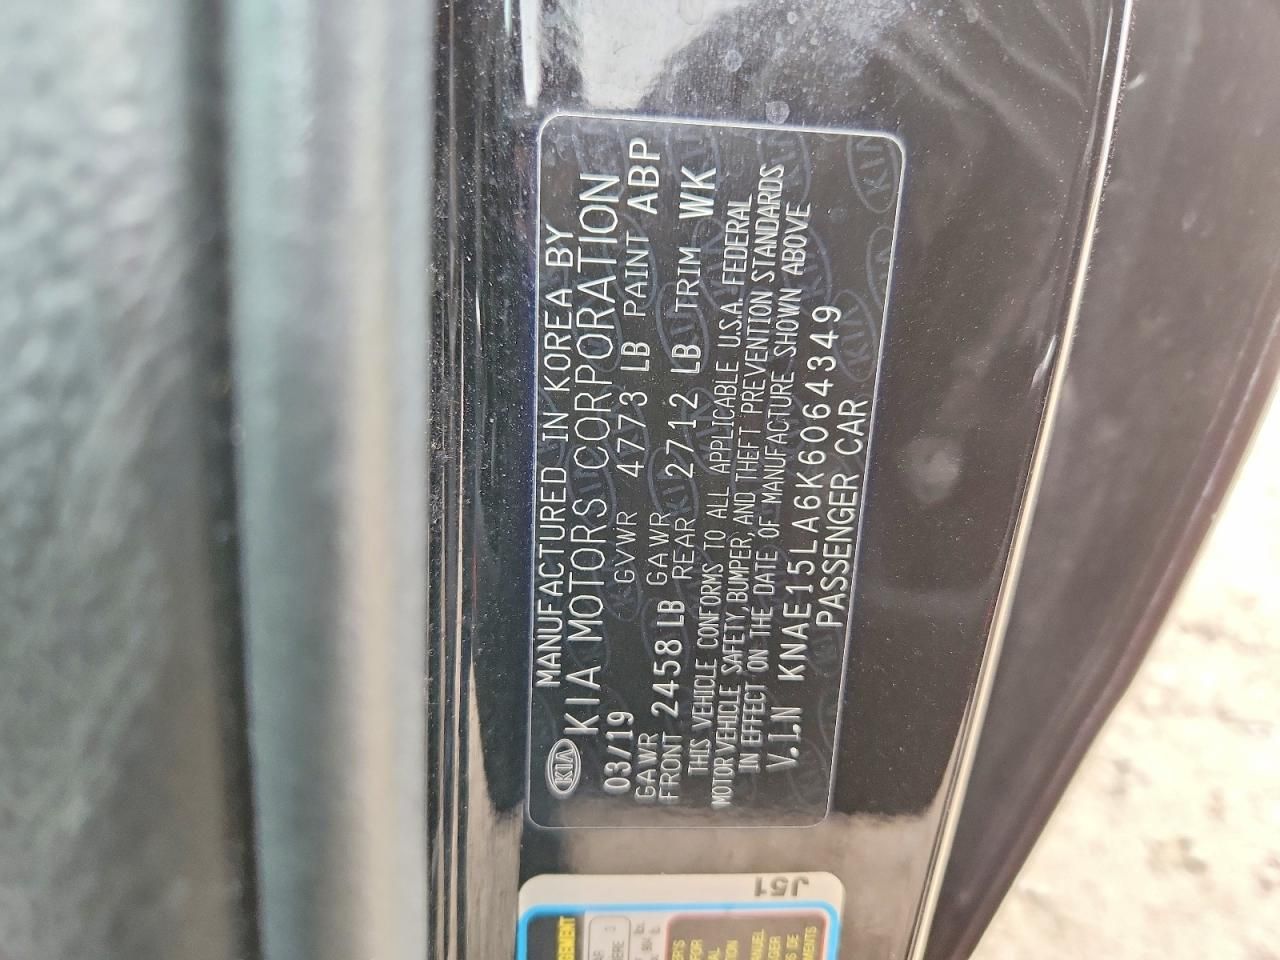 MANUFACTURED IN KOREA BY
KIA KIA MOTORS CORPORATION
03/19 GVWR 4773 LB PAINT ABP
GAWR FRONT 2458 LB GAWR REAR 2712 LB TRIM WK
THIS VEHICLE CONFORMS TO ALL APPLICABLE U.S.A. FEDERAL
MOTOR VEHICLE SAFETY, BUMPER, AND THEFT PREVENTION STANDARDS
IN EFFECT ON THE DATE OF MANUFACTURE SHOWN ABOVE
V.I.N KNAE15LA6K6064349
PASSENGER CAR
J51